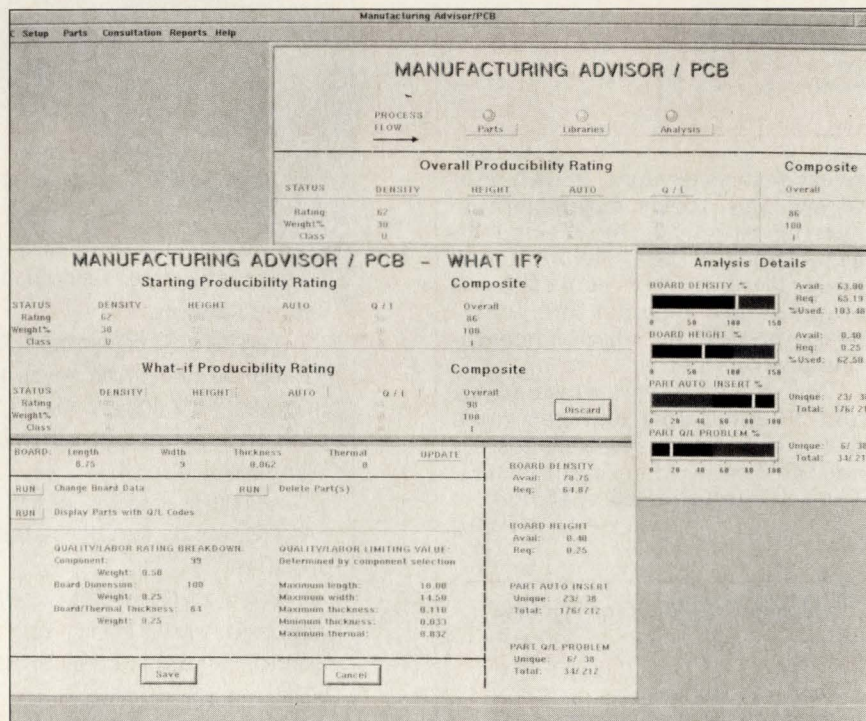 Manufacturing Advisor/PCB
Setup Parts Consultation Reports Help
MANUFACTURING ADVISOR / PCB
PROCESS FLOW
Parts Libraries Analysis
Overall Producibility Rating Composite
STATUS DENSITY HEIGHT AUTO Q / L Overall
Rating 62 86
Weight% 30 100
Class U
MANUFACTURING ADVISOR / PCB - WHAT IF?
Starting Producibility Rating Composite
STATUS DENSITY HEIGHT AUTO Q / L Overall
Rating 62 86
Weight% 30 100
Class U
What-if Producibility Rating Composite
STATUS DENSITY HEIGHT AUTO Q / L Overall
Rating 98
Weight% 100
Class
Discard
BOARD: Length Width Thickness Thermal UPDATE
8.75 9 0.062 0
RUN Change Board Data RUN Delete Part(s)
RUN Display Parts with Q/L Codes
QUALITY/LABOR RATING BREAKDOWN:
Component: 99
Weight: 0.50
Board Dimension: 100
Weight: 0.25
Board/Thermal Thickness: 64
Weight: 0.25
QUALITY/LABOR LIMITING VALUE:
Determined by component selection
Maximum length: 16.00
Maximum width: 14.50
Maximum thickness: 0.110
Minimum thickness: 0.033
Maximum thermal: 0.032
Save Cancel
BOARD DENSITY
Avail: 78.75
Req: 64.87
BOARD HEIGHT
Avail: 0.40
Req: 0.25
PART AUTO INSERT
Unique: 23/ 38
Total: 176/212
PART Q/L PROBLEM
Unique: 6/ 38
Total: 34/212
Analysis Details
BOARD DENSITY % Avail: 63.00
Req: 65.19
%Used: 103.48
0 50 100 150
BOARD HEIGHT % Avail: 0.40
Req: 0.25
%Used: 62.50
0 50 100 150
PART AUTO INSERT %
Unique: 23/ 38
Total: 176/212
0 20 40 60 80 100
PART Q/L PROBLEM %
Unique: 6/ 38
Total: 34/212
0 20 40 60 80 100